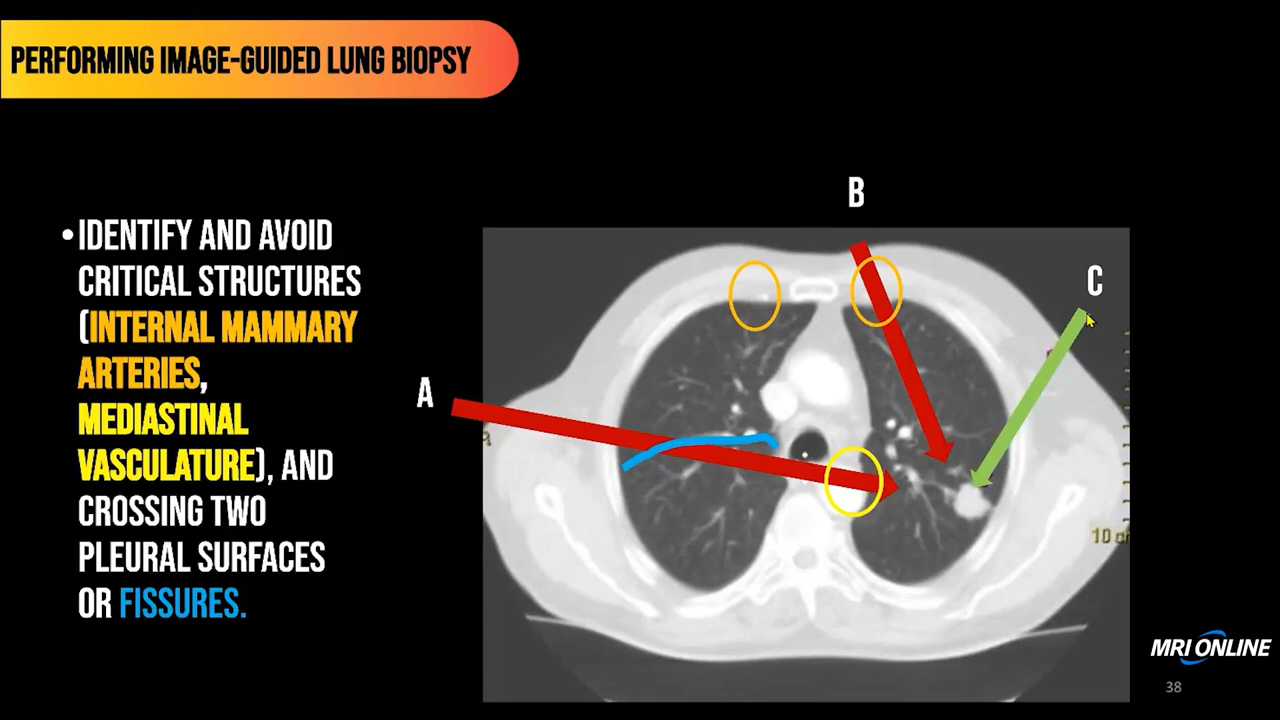 PERFORMING IMAGE-GUIDED LUNG BIOPSY
B
• IDENTIFY AND AVOID
CRITICAL STRUCTURES
(INTERNAL MAMMARY
ARTERIES,
MEDIASTINAL
VASCULATURE), AND
CROSSING TWO
PLEURAL SURFACES
OR FISSURES.
C
A
R
10 cm
MRI ONLINE
38